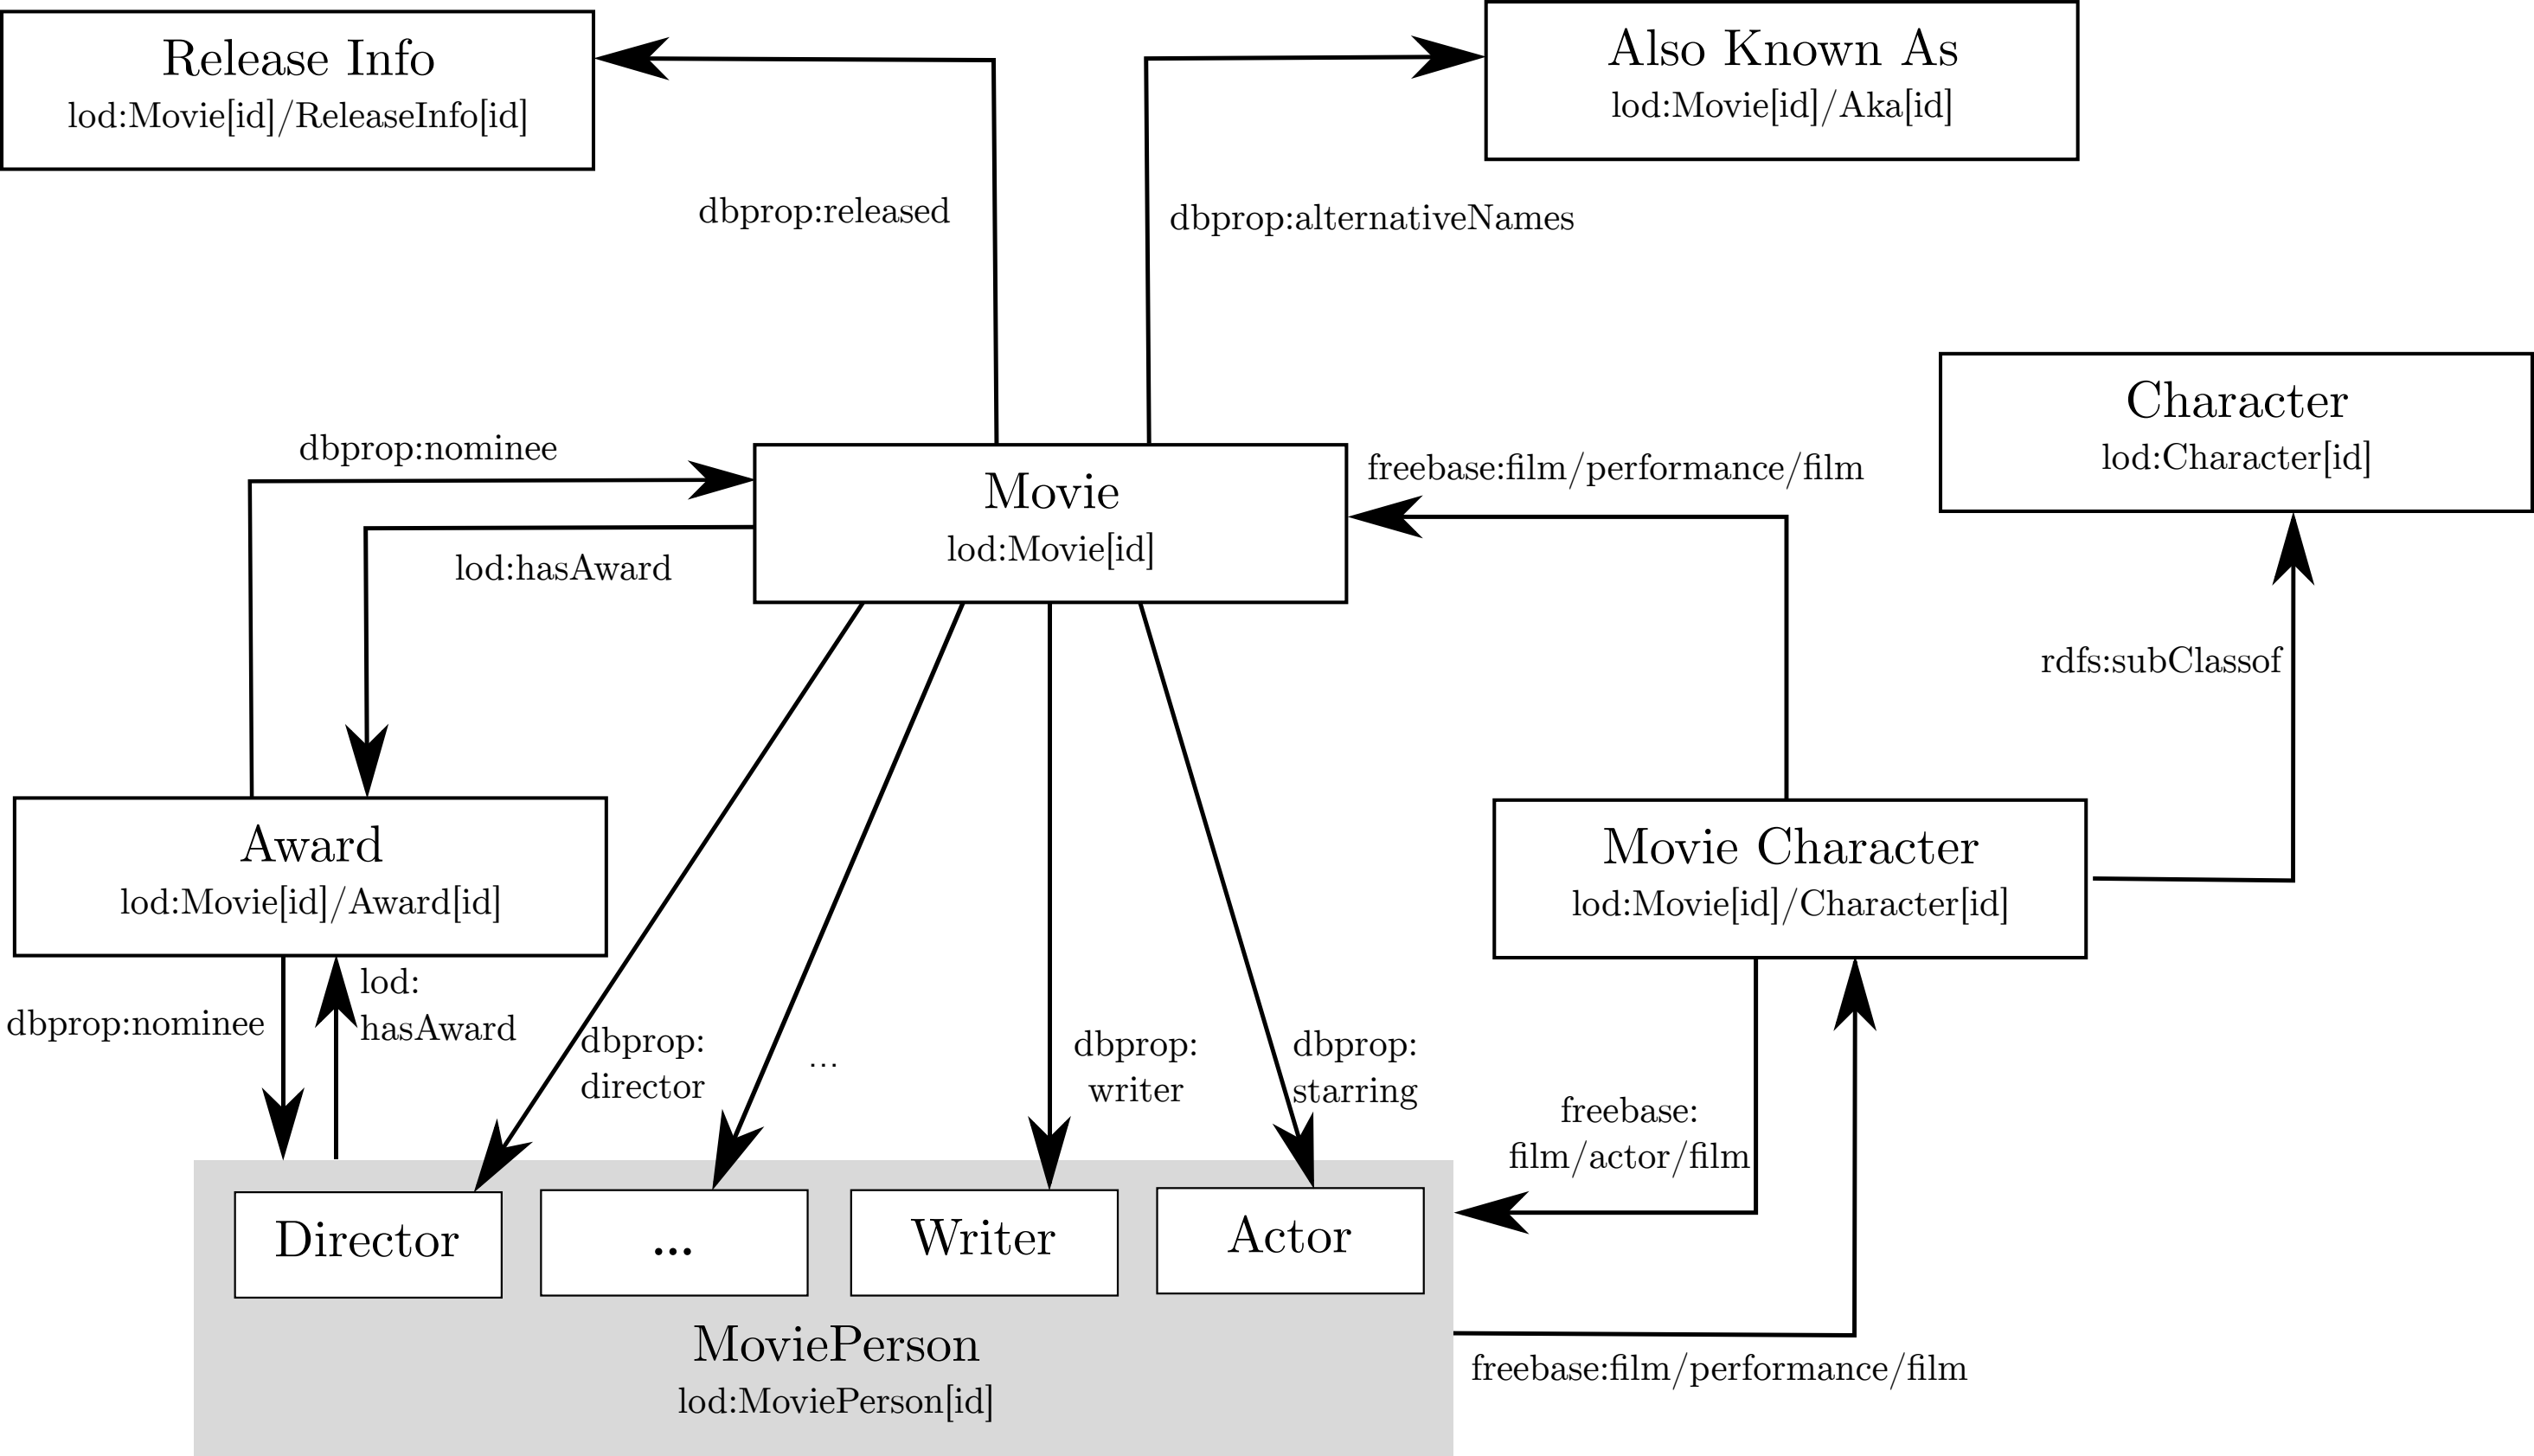 Release Info
lod:Movie[id]/ReleaseInfo[id]
Also Known As
lod:Movie[id]/Aka[id]
dbprop:released
dbprop:alternativeNames
Character
lod:Character[id]
dbprop:nominee
Movie
lod:Movie[id]
freebase:film/performance/film
lod:hasAward
rdfs:subClassof
Award
lod:Movie[id]/Award[id]
Movie Character
lod:Movie[id]/Character[id]
dbprop:nominee
lod:
hasAward
dbprop:
director
...
dbprop:
writer
dbprop:
starring
freebase:
film/actor/film
Director
...
Writer
Actor
MoviePerson
lod:MoviePerson[id]
freebase:film/performance/film